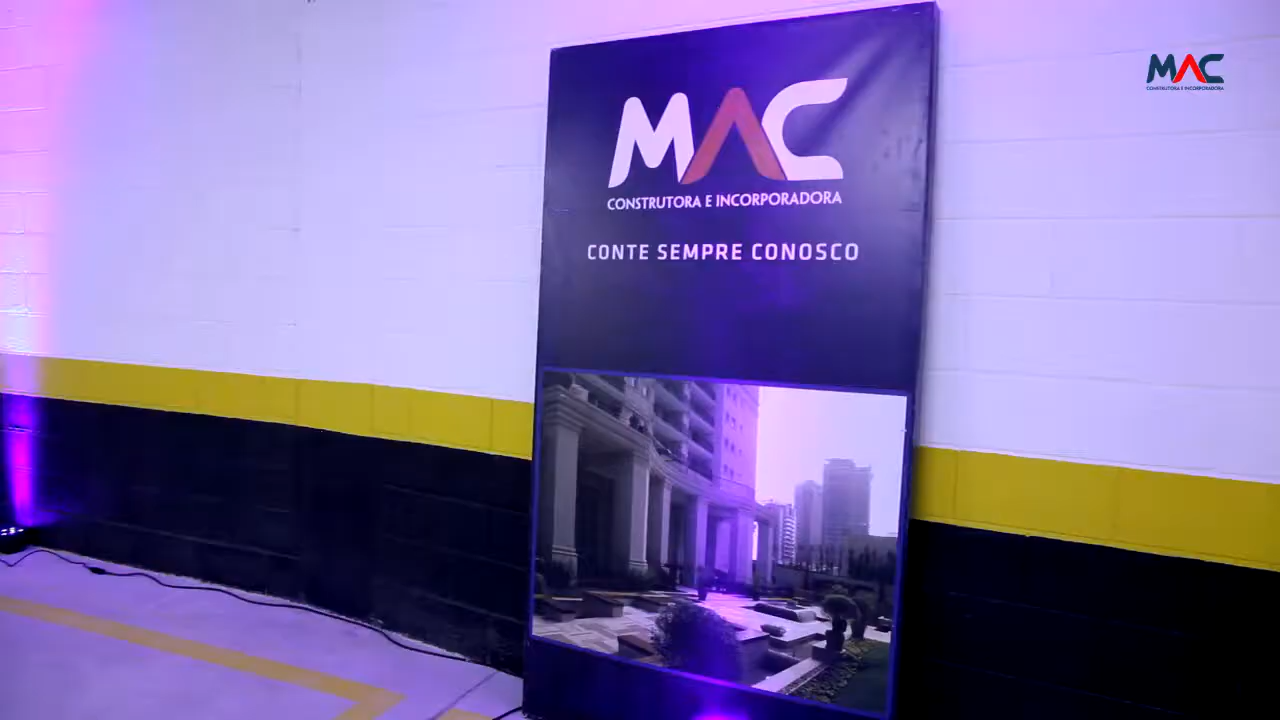 MAC
CONSTRUTORA E INCORPORADORA
CONTE SEMPRE CONOSCO
MAC
CONSTRUTORA E INCORPORADORA